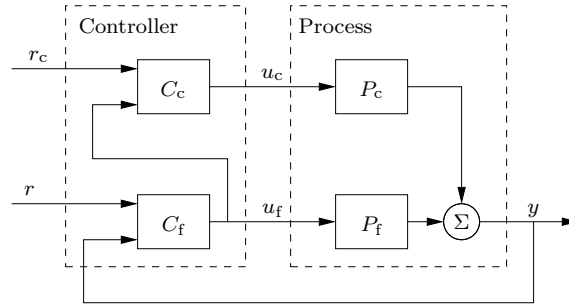 Controller Process
r_c C_c u_c P_c
r C_f u_f P_f Σ y